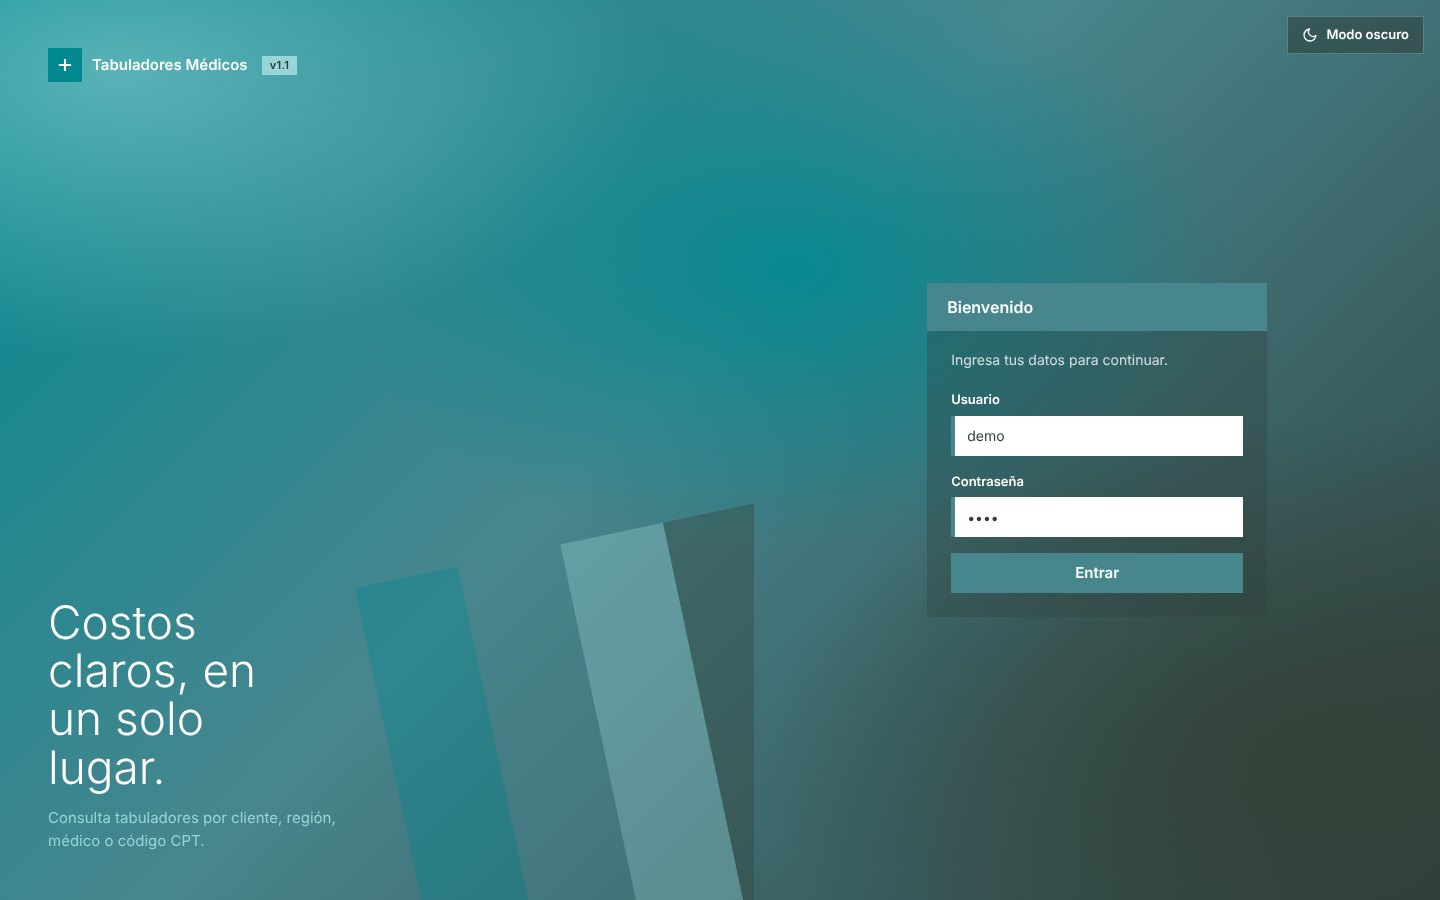 Tabuladores Médicos v1.1
Modo oscuro
Costos
claros, en
un solo
lugar.
Consulta tabuladores por cliente, región,
médico o código CPT.
Bienvenido
Ingresa tus datos para continuar.
Usuario
demo
Contraseña
••••
Entrar